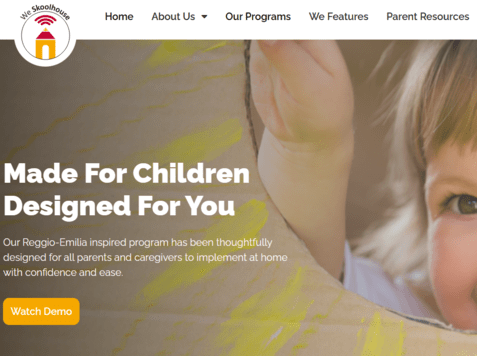 We Skoolhouse
Home
About Us
Our Programs
We Features
Parent Resources
Made For Children
Designed For You
Our Reggio-Emilia inspired program has been thoughtfully
designed for all parents and caregivers to implement at home
with confidence and ease.
Watch Demo